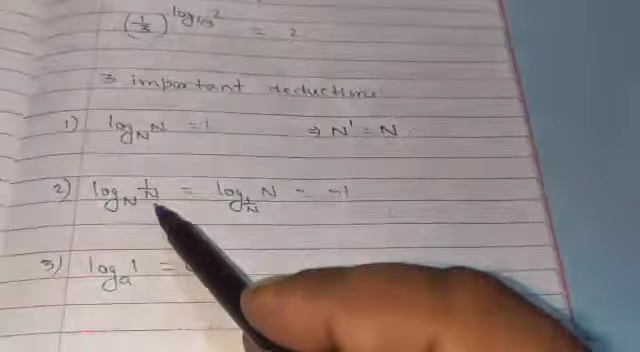 (1/3)^log_{1/3} 2 = 2
3 important deductions
1) log_N N = 1 ⇒ N¹ = N
2) log_N 1/N = log_{1/N} N = -1
3) log_a 1 =